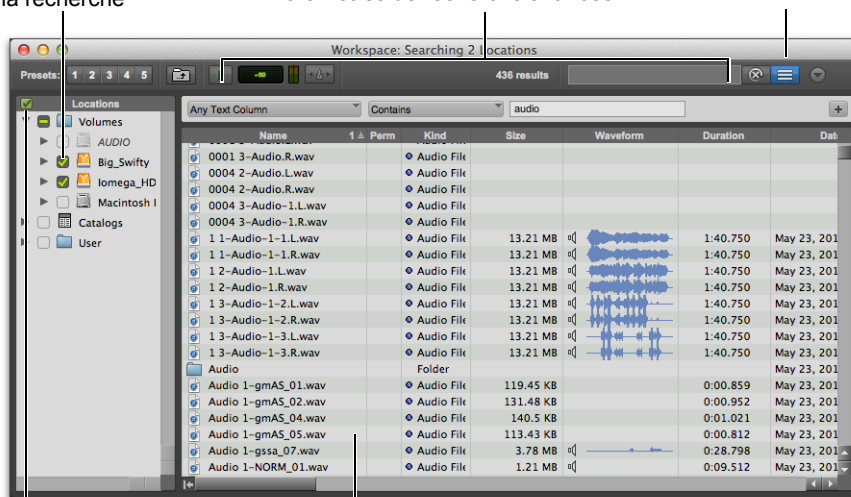 la recherche
Workspace: Searching 2 Locations
Presets: 1 2 3 4 5
-∞
436 results
Locations
Volumes
AUDIO
Big_Swifty
Iomega_HD
Macintosh
Catalogs
User
Any Text Column Contains audio +
Name 1 Perm Kind Size Waveform Duration Dat
0001 3-Audio.R.wav Audio File
0004 2-Audio.L.wav Audio File
0004 2-Audio.R.wav Audio File
0004 3-Audio-1.L.wav Audio File
0004 3-Audio-1.R.wav Audio File
1 1-Audio-1-1.L.wav Audio File 13.21 MB 1:40.750 May 23, 201
1 1-Audio-1-1.R.wav Audio File 13.21 MB 1:40.750 May 23, 201
1 2-Audio-1.L.wav Audio File 13.21 MB 1:40.750 May 23, 201
1 2-Audio-1.R.wav Audio File 13.21 MB 1:40.750 May 23, 201
1 3-Audio-1-2.L.wav Audio File 13.21 MB 1:40.750 May 23, 201
1 3-Audio-1-2.R.wav Audio File 13.21 MB 1:40.750 May 23, 201
1 3-Audio-1-3.L.wav Audio File 13.21 MB 1:40.750 May 23, 201
1 3-Audio-1-3.R.wav Audio File 13.21 MB 1:40.750 May 23, 201
Audio Folder May 23, 201
Audio 1-gmAS_01.wav Audio File 119.45 KB 0:00.859 May 23, 201
Audio 1-gmAS_02.wav Audio File 131.48 KB 0:00.952 May 23, 201
Audio 1-gmAS_04.wav Audio File 140.5 KB 0:01.021 May 23, 201
Audio 1-gmAS_05.wav Audio File 113.43 KB 0:00.812 May 23, 201
Audio 1-gssa_07.wav Audio File 3.78 MB 0:28.798 May 23, 201
Audio 1-NORM_01.wav Audio File 1.21 MB 0:09.512 May 23, 201